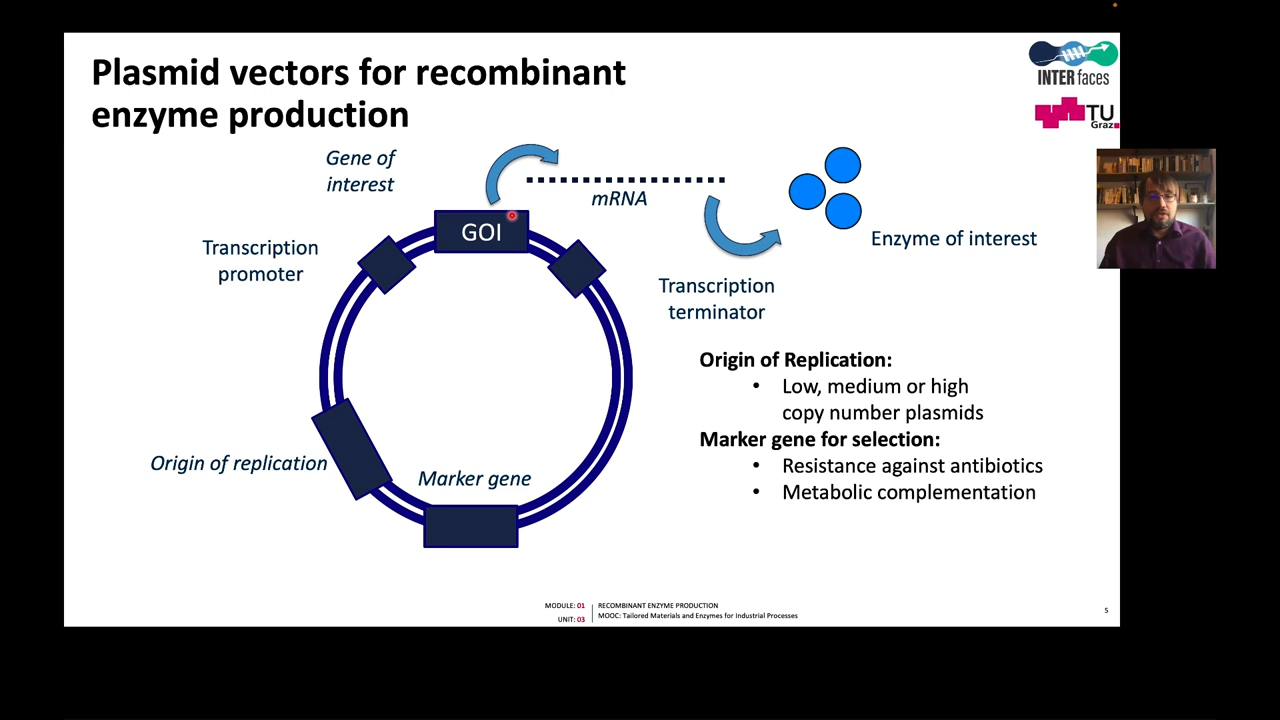 Plasmid vectors for recombinant
enzyme production
INTERfaces
TU
Graz
Gene of
interest
mRNA
GOI
Enzyme of interest
Transcription
promoter
Transcription
terminator
Origin of Replication:
• Low, medium or high
copy number plasmids
Marker gene for selection:
• Resistance against antibiotics
• Metabolic complementation
Origin of replication
Marker gene
MODULE: 01
UNIT: 03
RECOMBINANT ENZYME PRODUCTION
MOOC: Tailored Materials and Enzymes for Industrial Processes
5